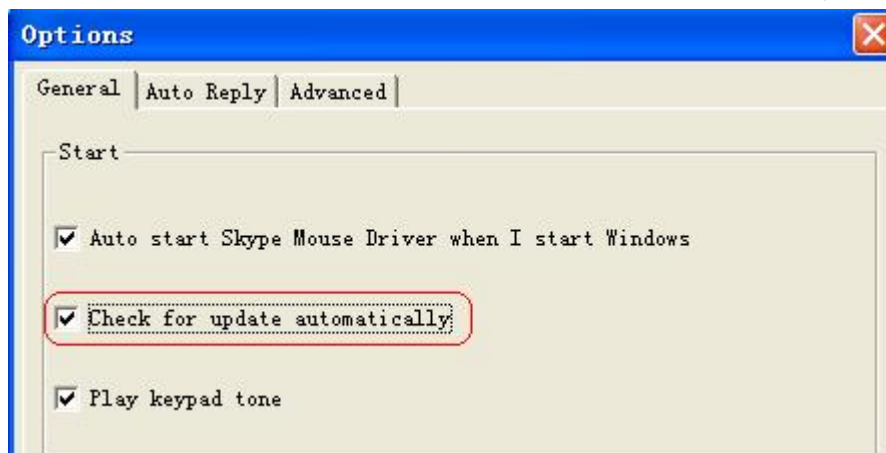 Options
General Auto Reply Advanced
Start
Auto start Skype Mouse Driver when I start Windows
Check for update automatically
Play keypad tone